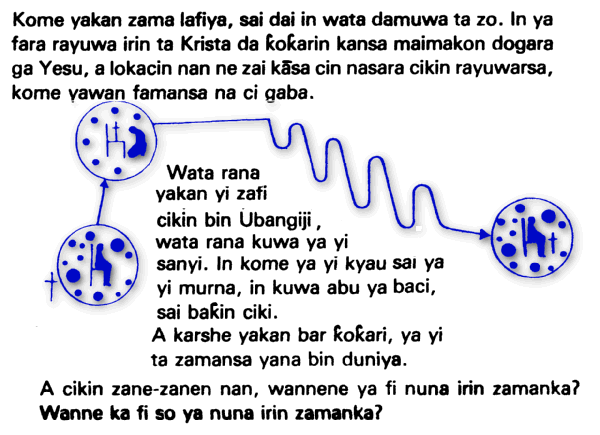 Kome yakan zama lafiya, sai dai in wata damuwa ta zo. In ya
fara rayuwa irin ta Krista da ƙoƙarin kansa maimakon dogara
ga Yesu, a lokacin nan ne zai kāsa cin nasara cikin rayuwarsa,
kome yawan famansa na ci gaba.
Wata rana
yakan yi zafi
cikin bin Ubangiji,
wata rana kuwa ya yi
sanyi. In kome ya yi kyau sai ya
yi murna, in kuwa abu ya baci,
sai baƙin ciki.
A karshe yakan bar ƙoƙari, ya yi
ta zamansa yana bin duniya.
A cikin zane-zanen nan, wannene ya fi nuna irin zamanka?
Wanne ka fi so ya nuna irin zamanka?